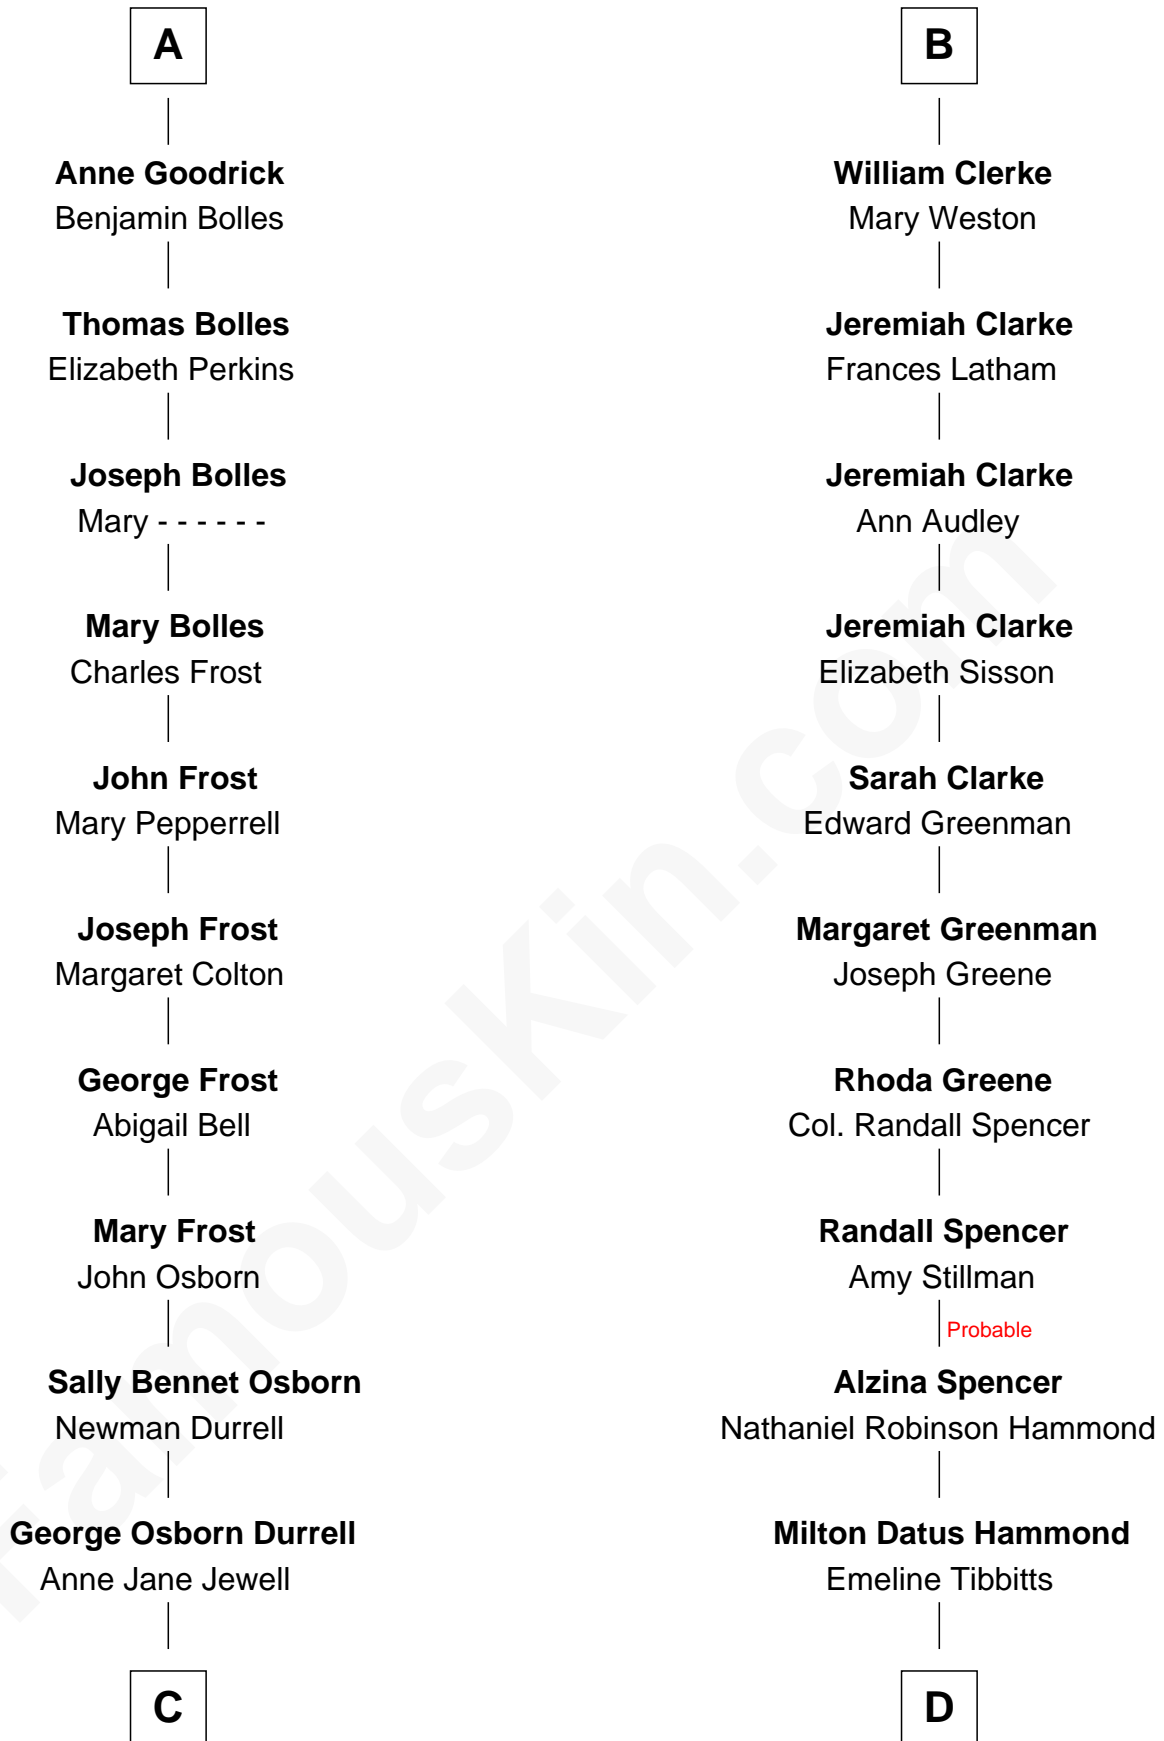 A
Anne Goodrick
Benjamin Bolles
Thomas Bolles
Elizabeth Perkins
Joseph Bolles
Mary - - - - - -
Mary Bolles
Charles Frost
John Frost
Mary Pepperrell
Joseph Frost
Margaret Colton
George Frost
Abigail Bell
Mary Frost
John Osborn
Sally Bennet Osborn
Newman Durrell
George Osborn Durrell
Anne Jane Jewell
C
B
William Clerke
Mary Weston
Jeremiah Clarke
Frances Latham
Jeremiah Clarke
Ann Audley
Jeremiah Clarke
Elizabeth Sisson
Sarah Clarke
Edward Greenman
Margaret Greenman
Joseph Greene
Rhoda Greene
Col. Randall Spencer
Randall Spencer
Amy Stillman
Probable
Alzina Spencer
Nathaniel Robinson Hammond
Milton Datus Hammond
Emeline Tibbitts
D
FamousKin.com